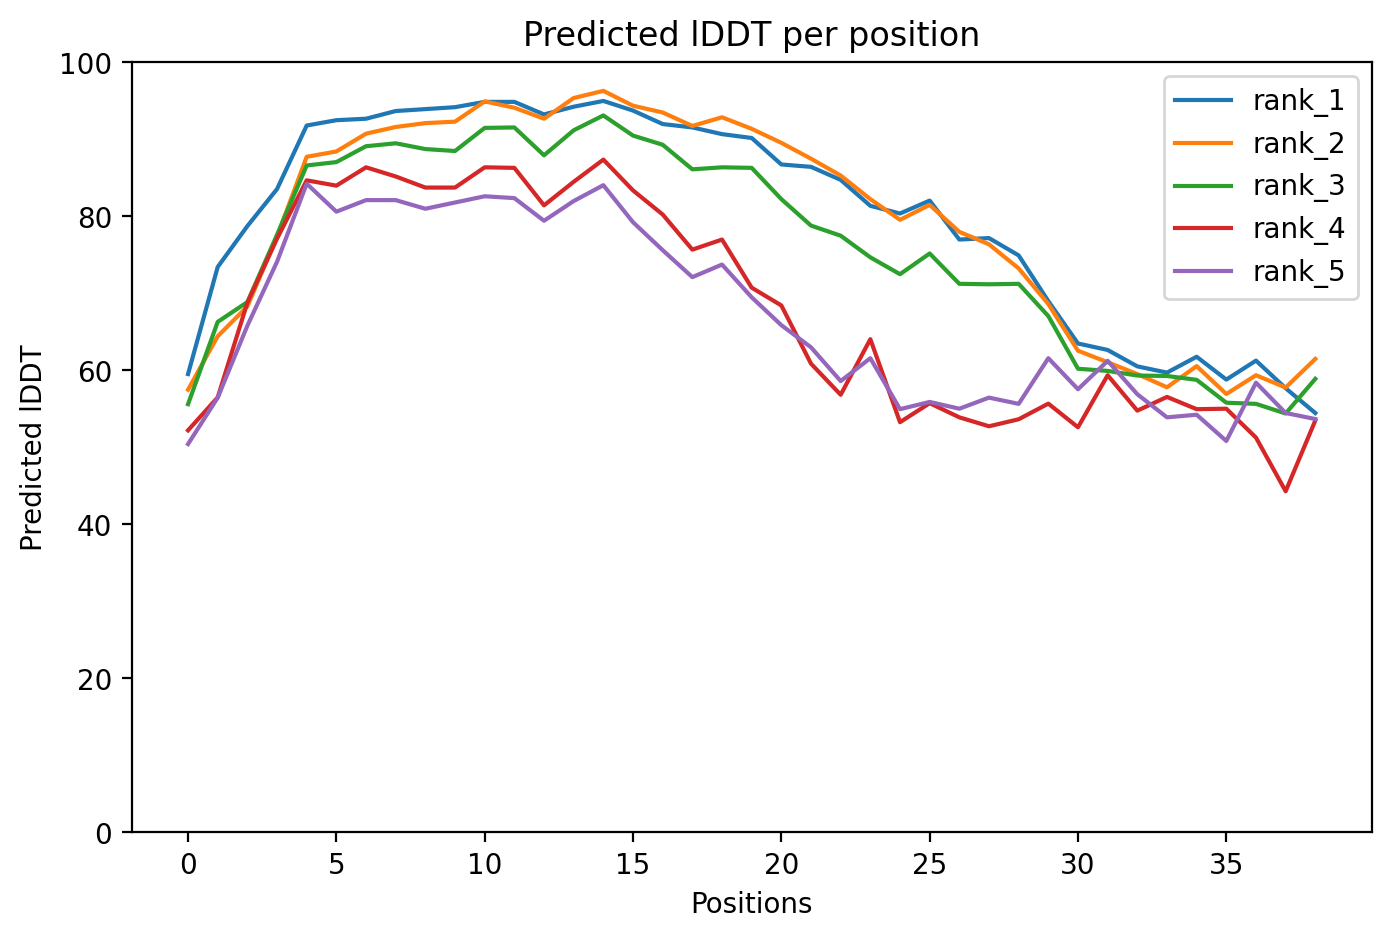 Predicted lDDT per position
100
80
60
40
20
0
Predicted lDDT
0 5 10 15 20 25 30 35
Positions
rank_1
rank_2
rank_3
rank_4
rank_5